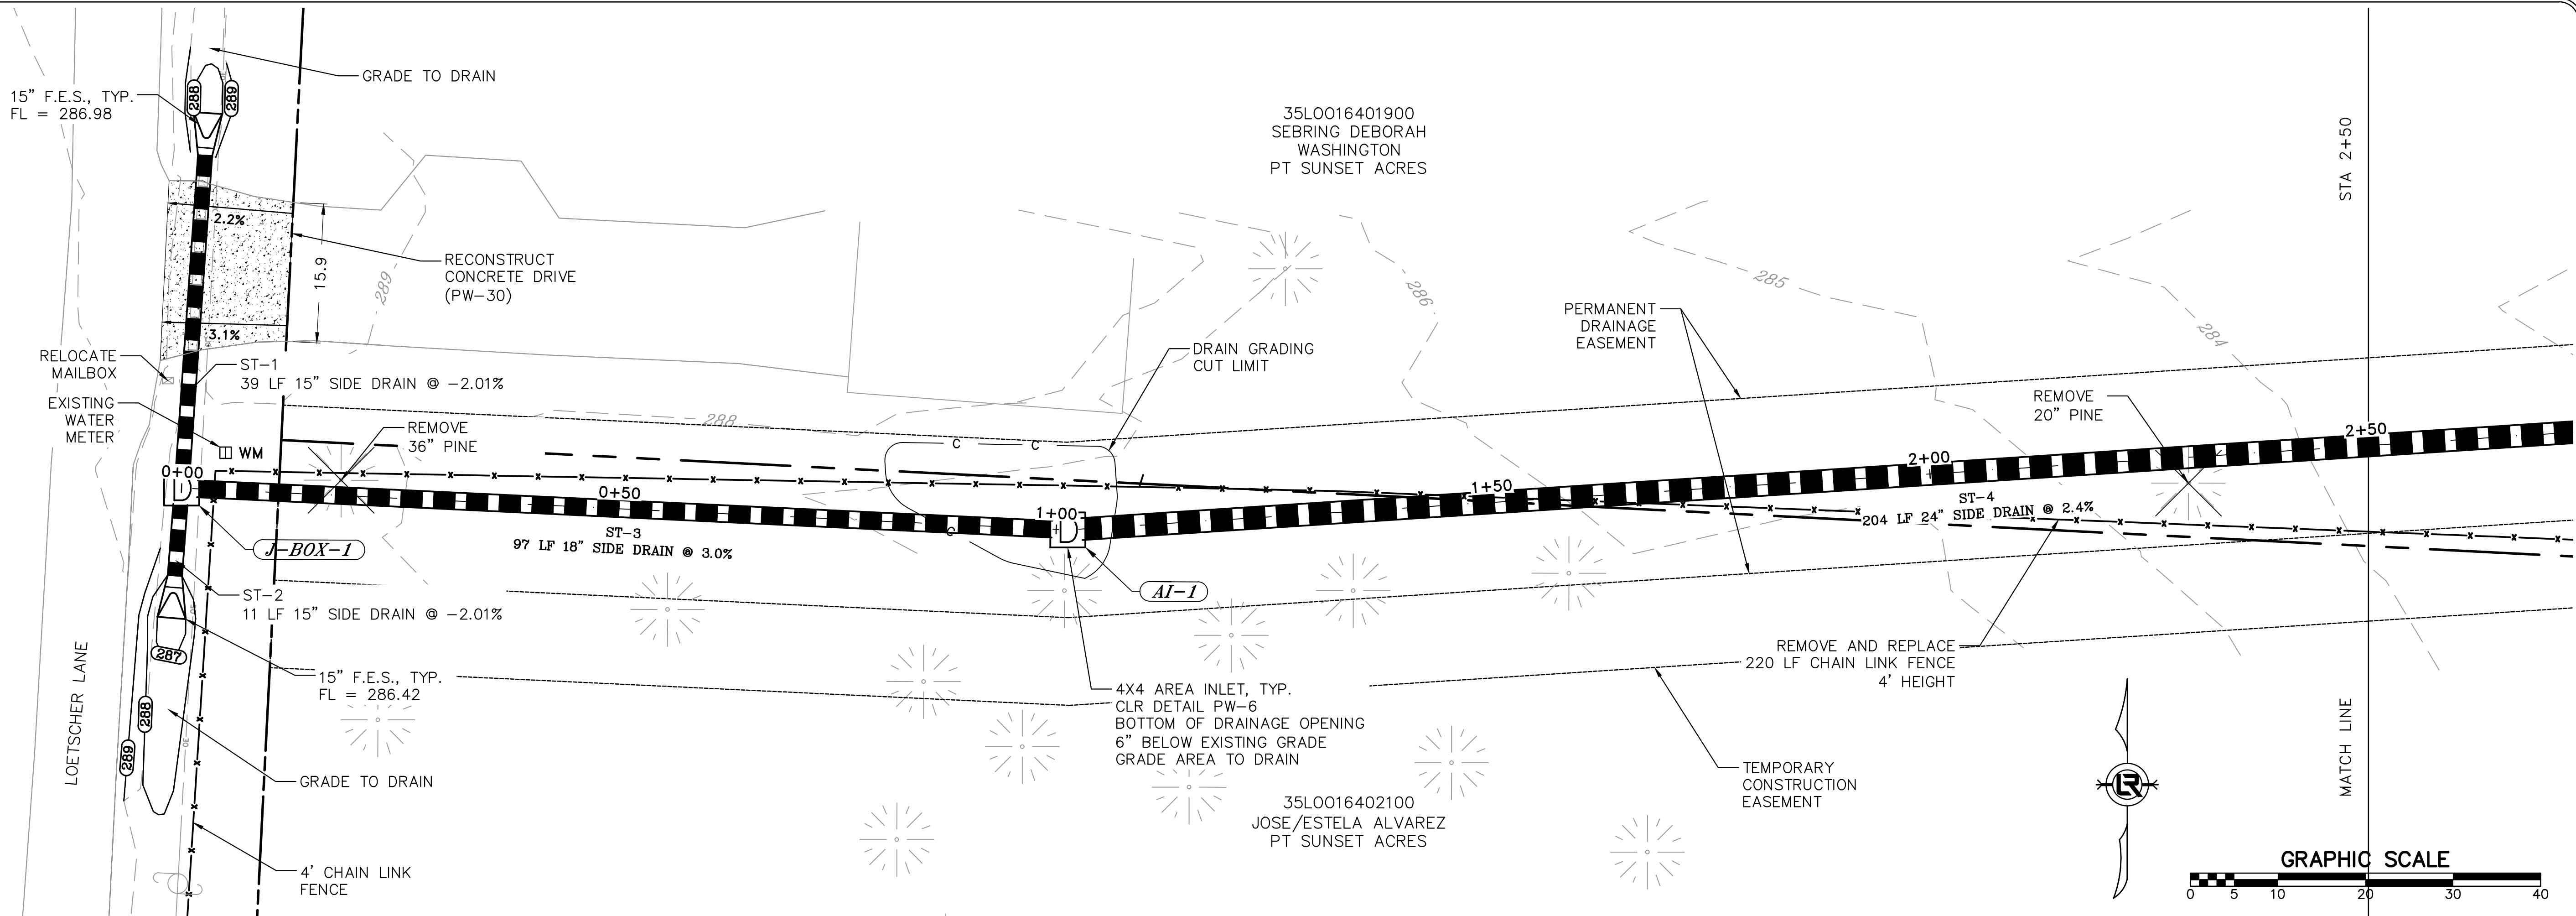 GRADE TO DRAIN
15" F.E.S., TYP.
FL = 286.98
288
289
35L0016401900
SEBRING DEBORAH
WASHINGTON
PT SUNSET ACRES
STA 2+50
2.2%
RECONSTRUCT
CONCRETE DRIVE
(PW-30)
15.9
289
286
285
284
3.1%
PERMANENT
DRAINAGE
EASEMENT
RELOCATE
MAILBOX
ST-1
39 LF 15" SIDE DRAIN @ -2.01%
DRAIN GRADING
CUT LIMIT
EXISTING
WATER
METER
WM
REMOVE
36" PINE
288
C
C
C
REMOVE
20" PINE
0+00
0+50
1+00
1+50
2+00
2+50
D
D
ST-3
97 LF 18" SIDE DRAIN @ 3.0%
ST-4
204 LF 24" SIDE DRAIN @ 2.4%
J-BOX-1
AI-1
ST-2
11 LF 15" SIDE DRAIN @ -2.01%
287
288
289
15" F.E.S., TYP.
FL = 286.42
LOETSCHER LANE
GRADE TO DRAIN
4' CHAIN LINK
FENCE
4X4 AREA INLET, TYP.
CLR DETAIL PW-6
BOTTOM OF DRAINAGE OPENING
6" BELOW EXISTING GRADE
GRADE AREA TO DRAIN
35L0016402100
JOSE/ESTELA ALVAREZ
PT SUNSET ACRES
REMOVE AND REPLACE
220 LF CHAIN LINK FENCE
4' HEIGHT
TEMPORARY
CONSTRUCTION
EASEMENT
MATCH LINE
LR
GRAPHIC SCALE
0 5 10 20 30 40